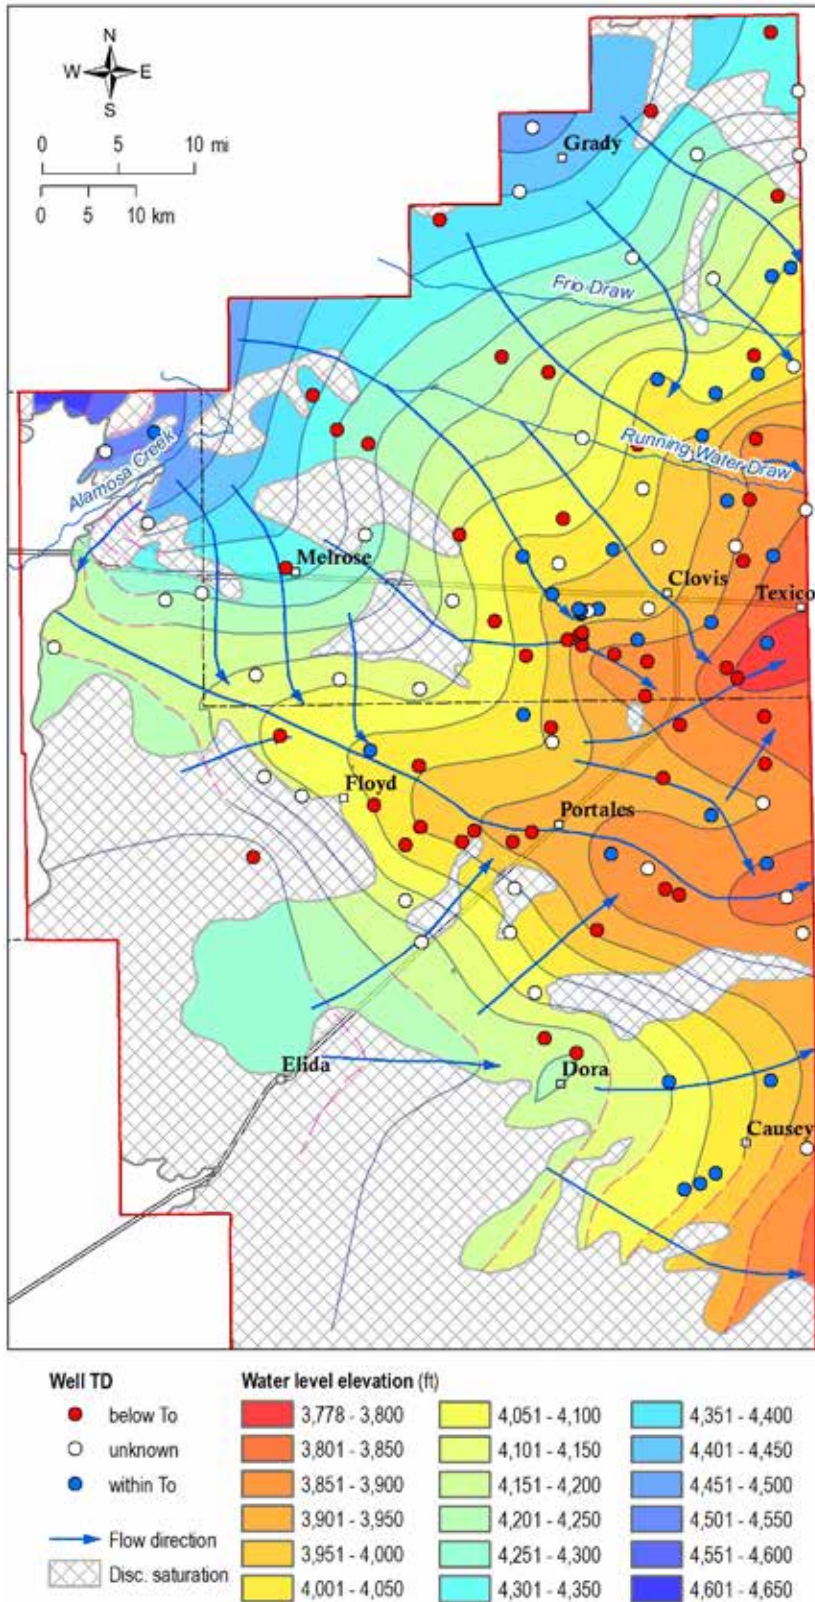 N
W E
S
0 5 10 mi
0 5 10 km
Grady
Frio Draw
Alamosa Creek
Running Water Draw
Melrose
Clovis
Texico
Floyd
Portales
Elida
Dora
Causey
Well TD
below To
unknown
within To
Flow direction
Disc. saturation
Water level elevation (ft)
3,778 - 3,800
3,801 - 3,850
3,851 - 3,900
3,901 - 3,950
3,951 - 4,000
4,001 - 4,050
4,051 - 4,100
4,101 - 4,150
4,151 - 4,200
4,201 - 4,250
4,251 - 4,300
4,301 - 4,350
4,351 - 4,400
4,401 - 4,450
4,451 - 4,500
4,501 - 4,550
4,551 - 4,600
4,601 - 4,650